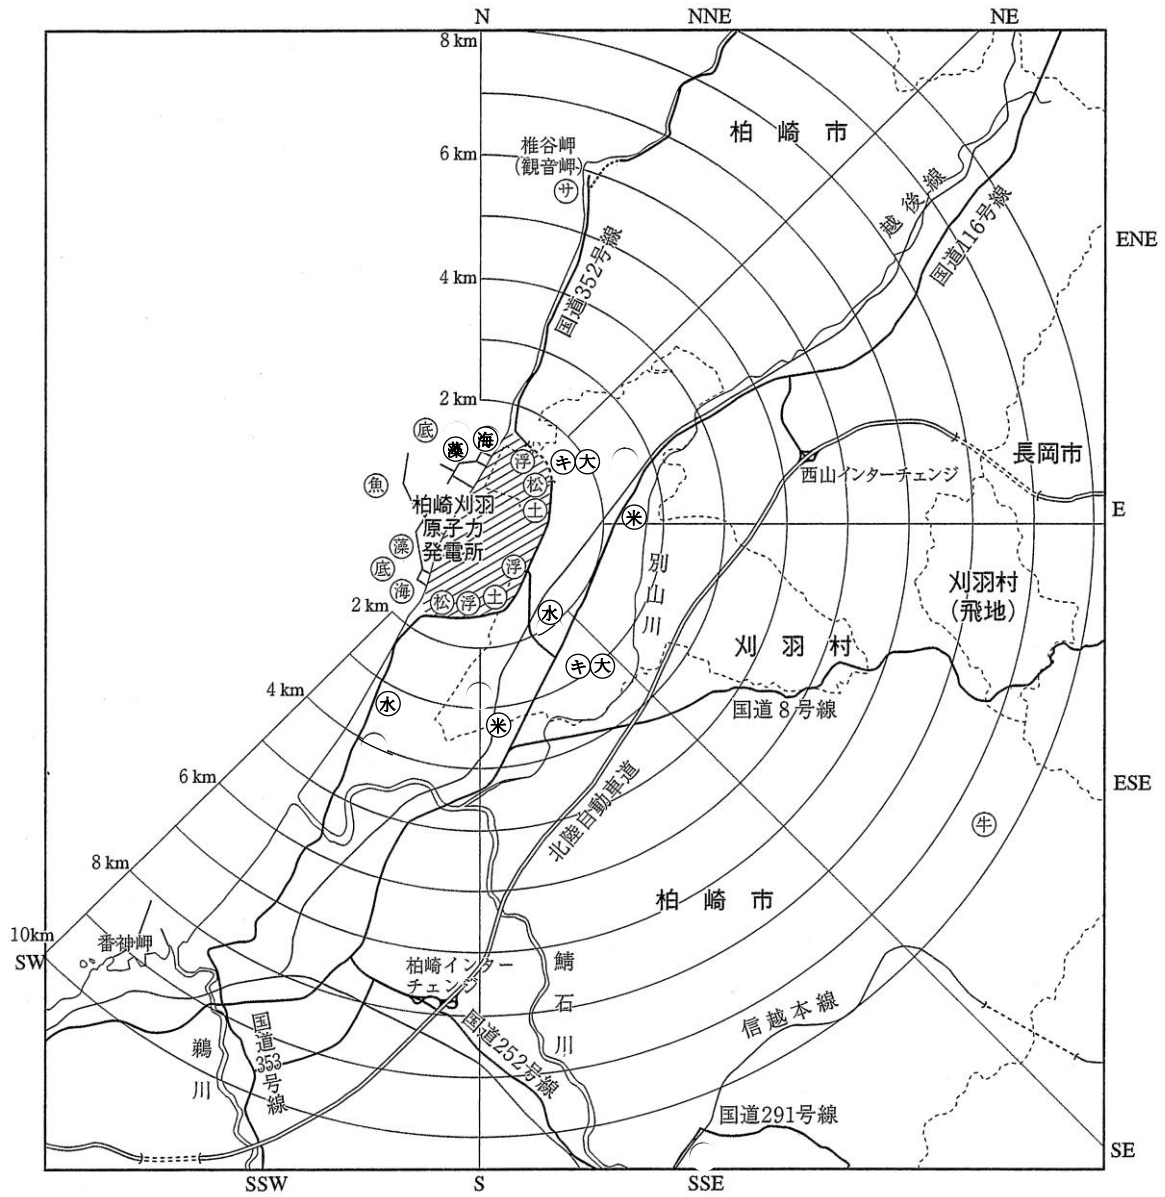 N
NNE
NE
8 km
柏崎市
椎谷岬
(観音岬)
サ
6 km
越後線
国道116号線
ENE
国道352号線
4 km
2 km
底
藻
海
浮
キ
大
松
土
魚
柏崎刈羽
原子力
発電所
長岡市
西山インターチェンジ
E
米
藻
底
海
松
浮
土
浮
別山川
刈羽村
(飛地)
2 km
水
刈羽村
キ
大
4 km
水
米
国道8号線
6 km
北陸自動車道
ESE
牛
8 km
柏崎市
10km
SW
番神岬
柏崎インター
チェンジ
鯖石川
信越本線
国道353号線
鵜川
国道252号線
国道291号線
SE
SSW
S
SSE